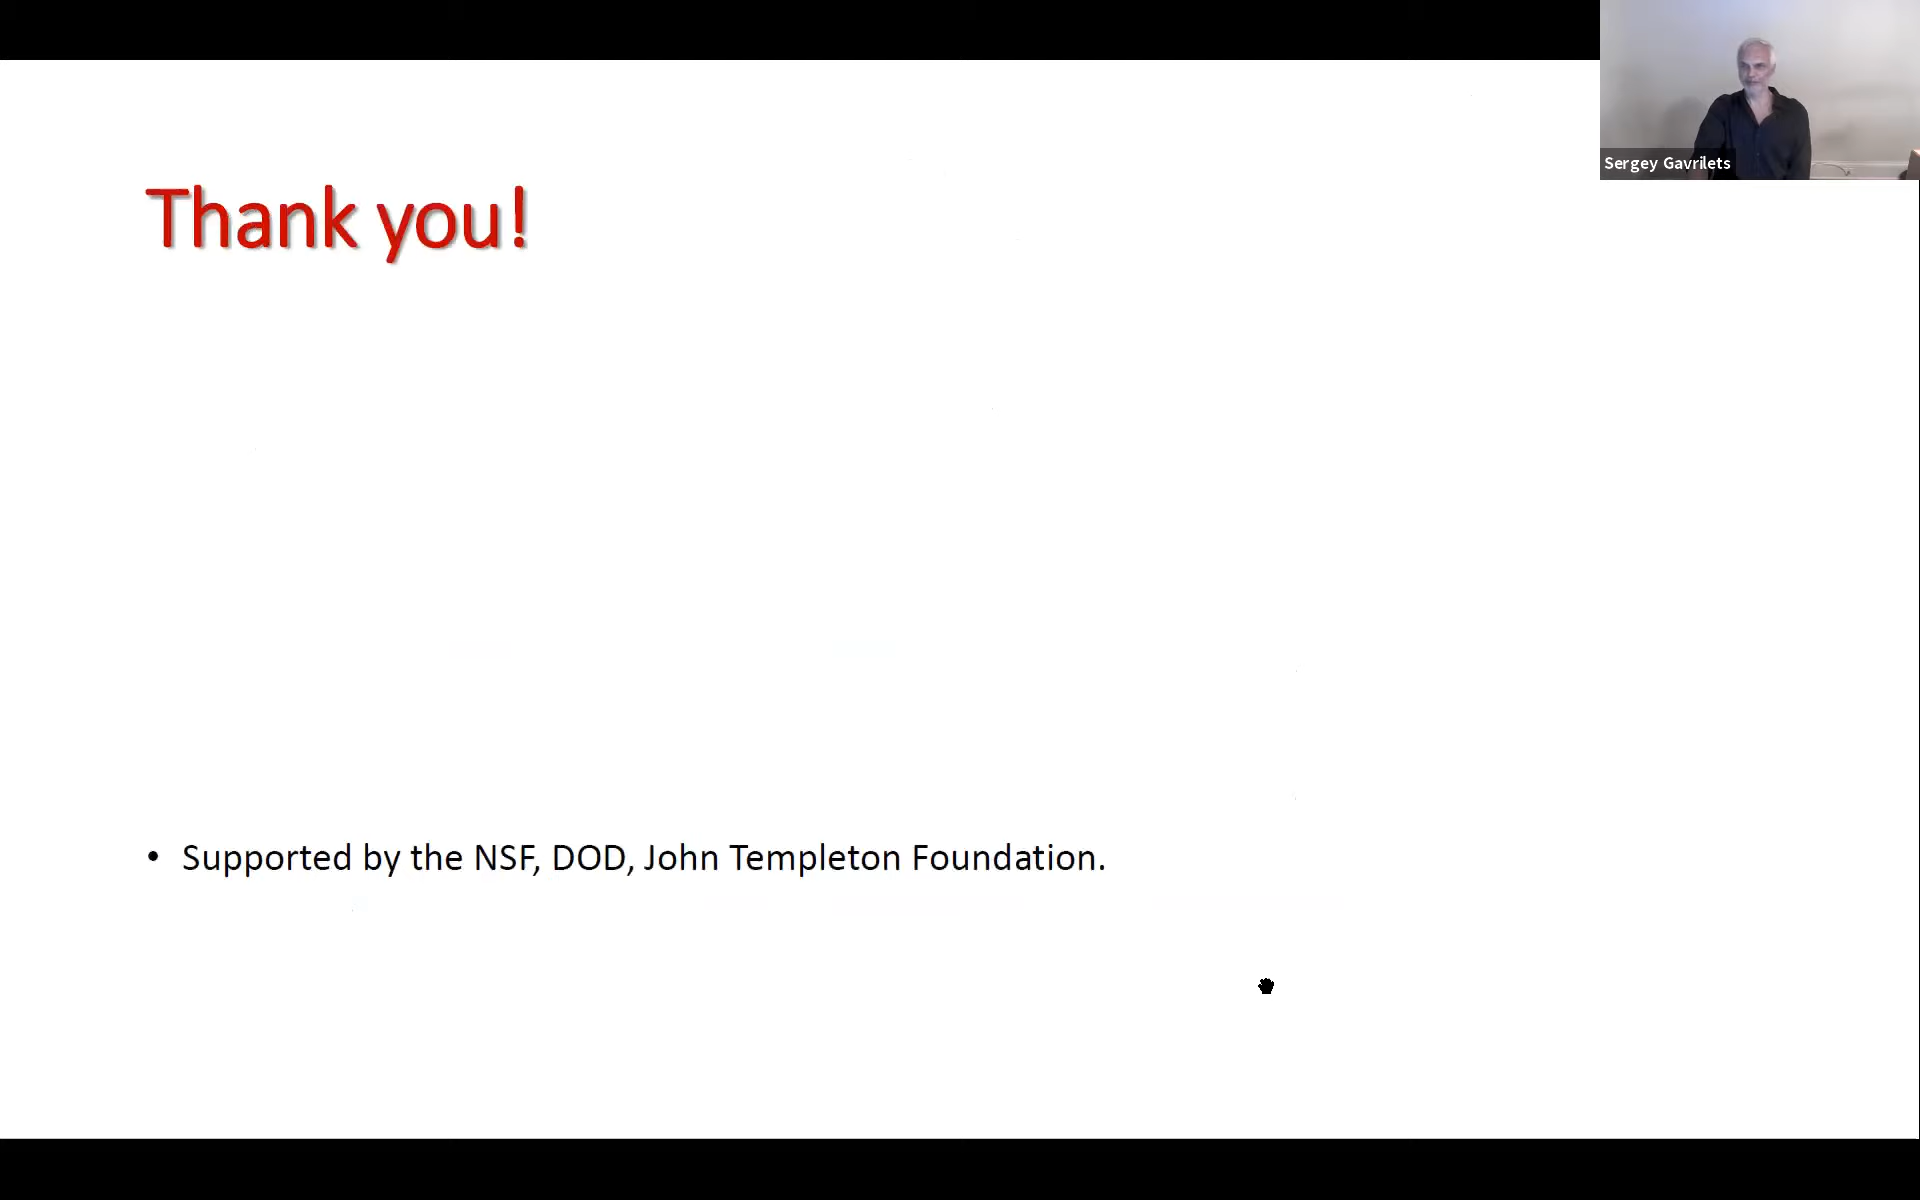 Thank you!
Sergey Gavrilets
• Supported by the NSF, DOD, John Templeton Foundation.